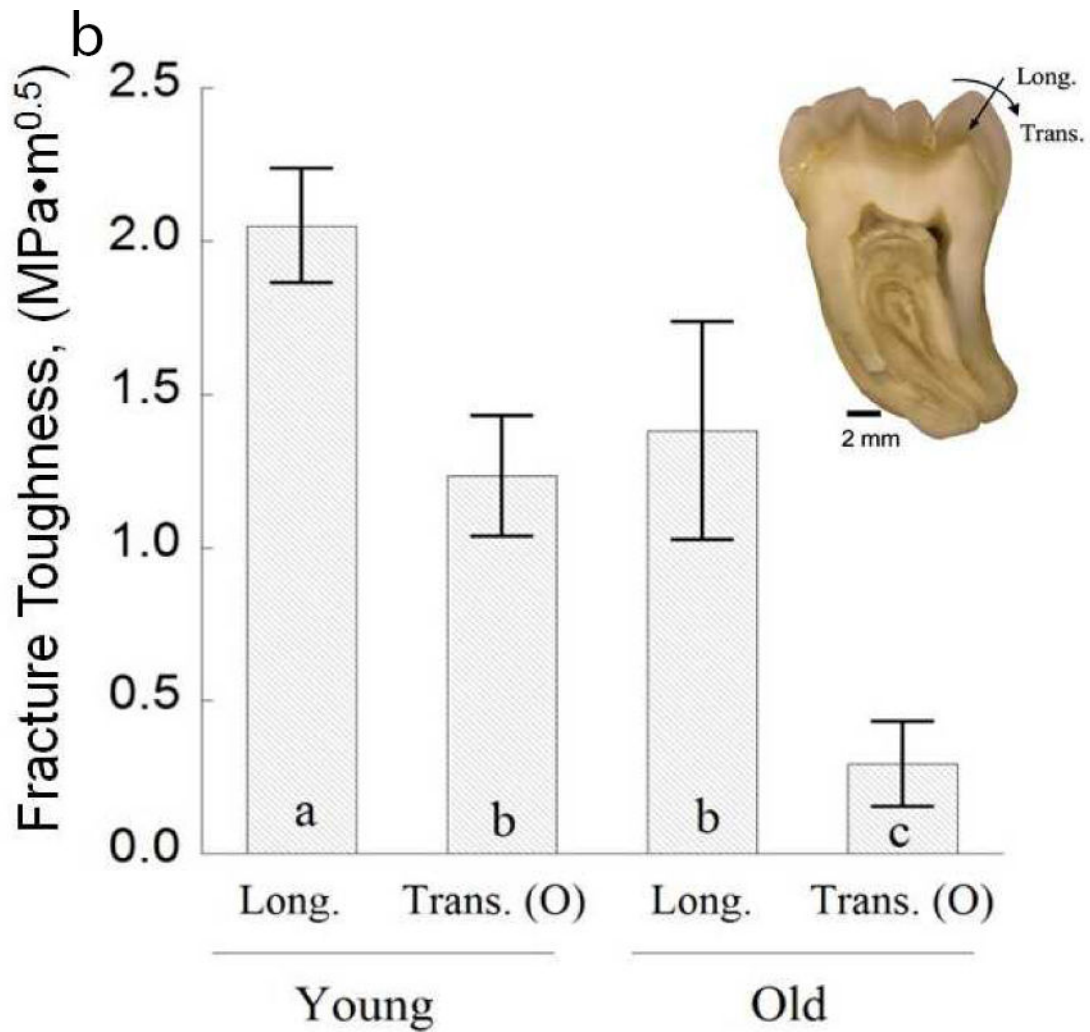 b
Fracture Toughness, (MPa•m0.5)
2.5
2.0
1.5
1.0
0.5
0.0
Long.
Trans.
2 mm
a
b
b
c
Long.
Trans. (O)
Long.
Trans. (O)
Young
Old